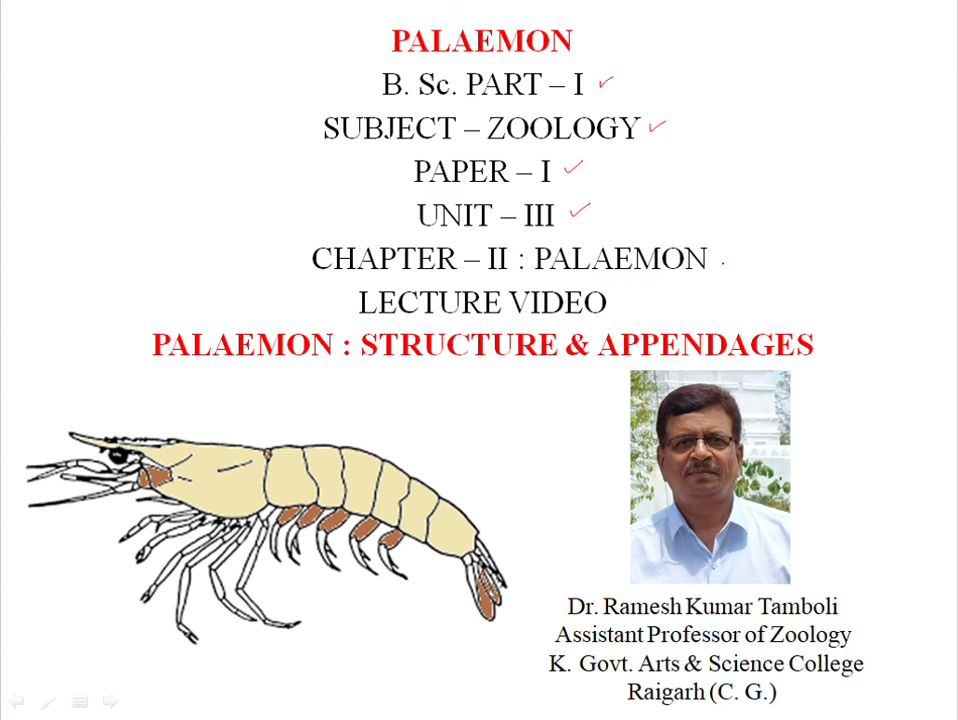 PALAEMON
B. Sc. PART – I
SUBJECT – ZOOLOGY
PAPER – I
UNIT – III
CHAPTER – II : PALAEMON
LECTURE VIDEO
PALAEMON : STRUCTURE & APPENDAGES
Dr. Ramesh Kumar Tamboli
Assistant Professor of Zoology
K. Govt. Arts & Science College
Raigarh (C. G.)